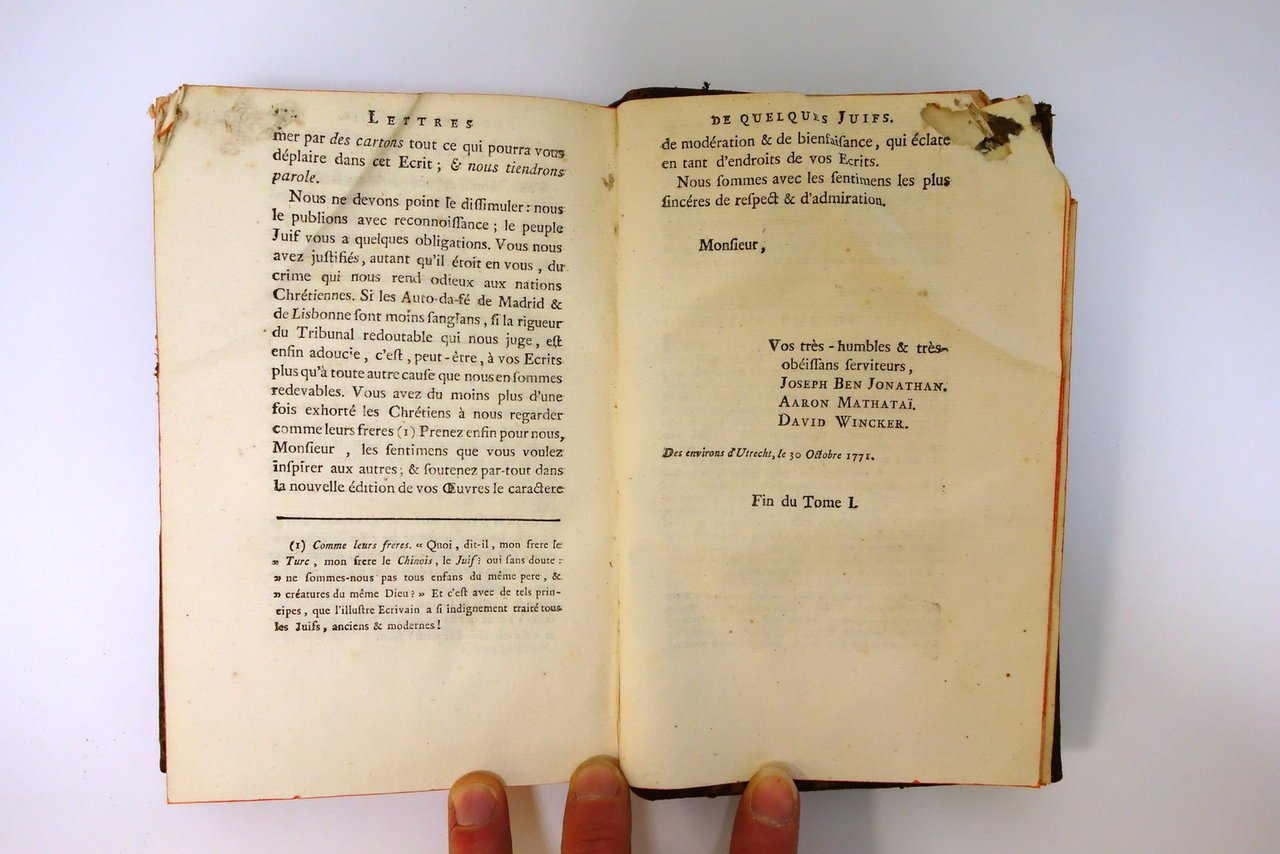 LETTRES
mer par des cartons tout ce qui pourra vous
déplaire dans cet Ecrit ; & nous tiendrons
parole.
Nous ne devons point le dissimuler : nous
le publions avec reconnoissance ; le peuple
Juif vous a quelques obligations. Vous nous
avez justifiés, autant qu'il étoit en vous, du
crime qui nous rend odieux aux nations
Chrétiennes. Si les Auto-da-fé de Madrid &
de Lisbonne sont moins sanglans, si la rigueur
du Tribunal redoutable qui nous juge, est
enfin adoucie, c'est, peut-être, à vos Ecrits
plus qu'à toute autre cause que nous en sommes
redevables. Vous avez du moins plus d'une
fois exhorté les Chrétiens à nous regarder
comme leurs freres (1) Prenez enfin pour nous,
Monsieur, les sentimens que vous voulez
inspirer aux autres ; & soutenez par-tout dans
la nouvelle édition de vos Œuvres le caractere
(1) Comme leurs freres. « Quoi, dit-il, mon frere le
» Turc, mon frere le Chinois, le Juif? oui sans doute :
» ne sommes-nous pas tous enfans du même pere, &
» créatures du même Dieu ? » Et c'est avec de tels prin-
cipes, que l'illustre Ecrivain a si indignement traité tous
les Juifs, anciens & modernes !
DE QUELQUES JUIFS.
de modération & de bienfaisance, qui éclate
en tant d'endroits de vos Ecrits.
Nous sommes avec les sentimens les plus
sincéres de respect & d'admiration.
Monsieur,
Vos très-humbles & très-
obéissans serviteurs,
JOSEPH BEN JONATHAN.
AARON MATHATAÏ.
DAVID WINCKER.
Des environs d'Utrecht, le 30 Octobre 1771.
Fin du Tome I.